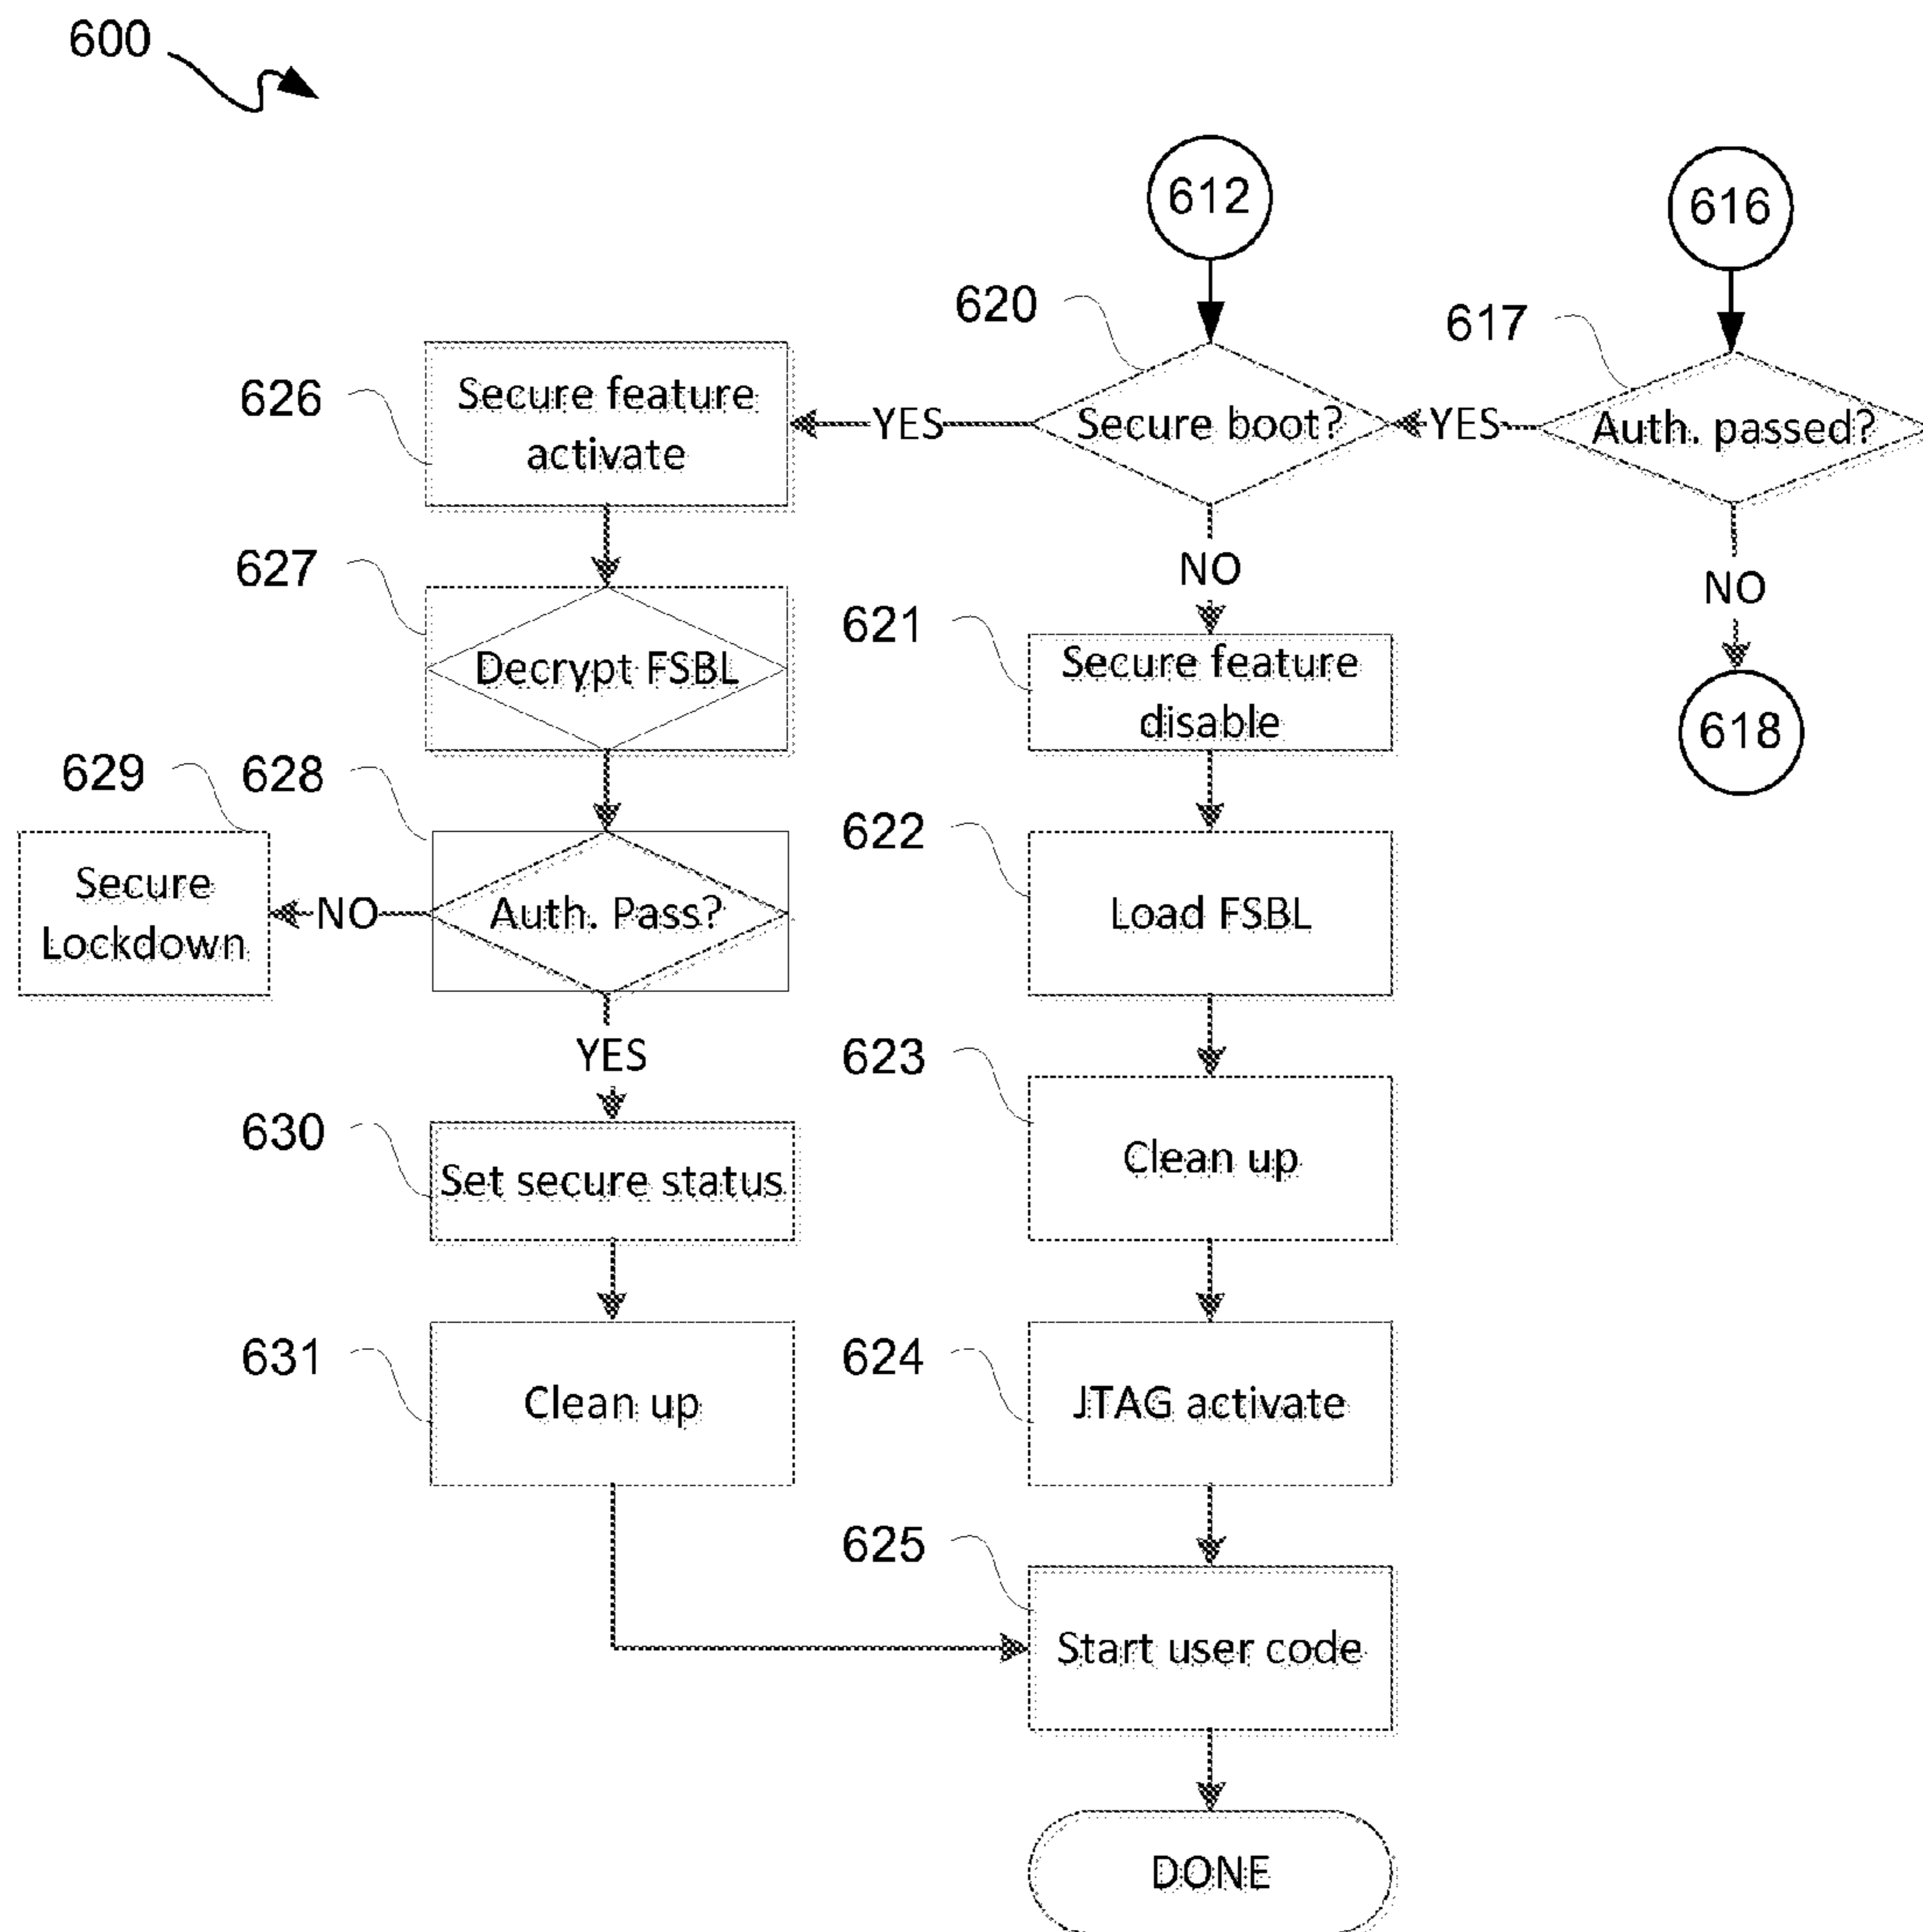 600
612
616
620
617
626
Secure feature
activate
YES
Secure boot?
YES
Auth. passed?
627
NO
NO
621
Decrypt FSBL
Secure feature
disable
618
629
628
622
Secure
Lockdown
NO
Auth. Pass?
Load FSBL
YES
623
630
Clean up
Set secure status
631
624
Clean up
JTAG activate
625
Start user code
DONE